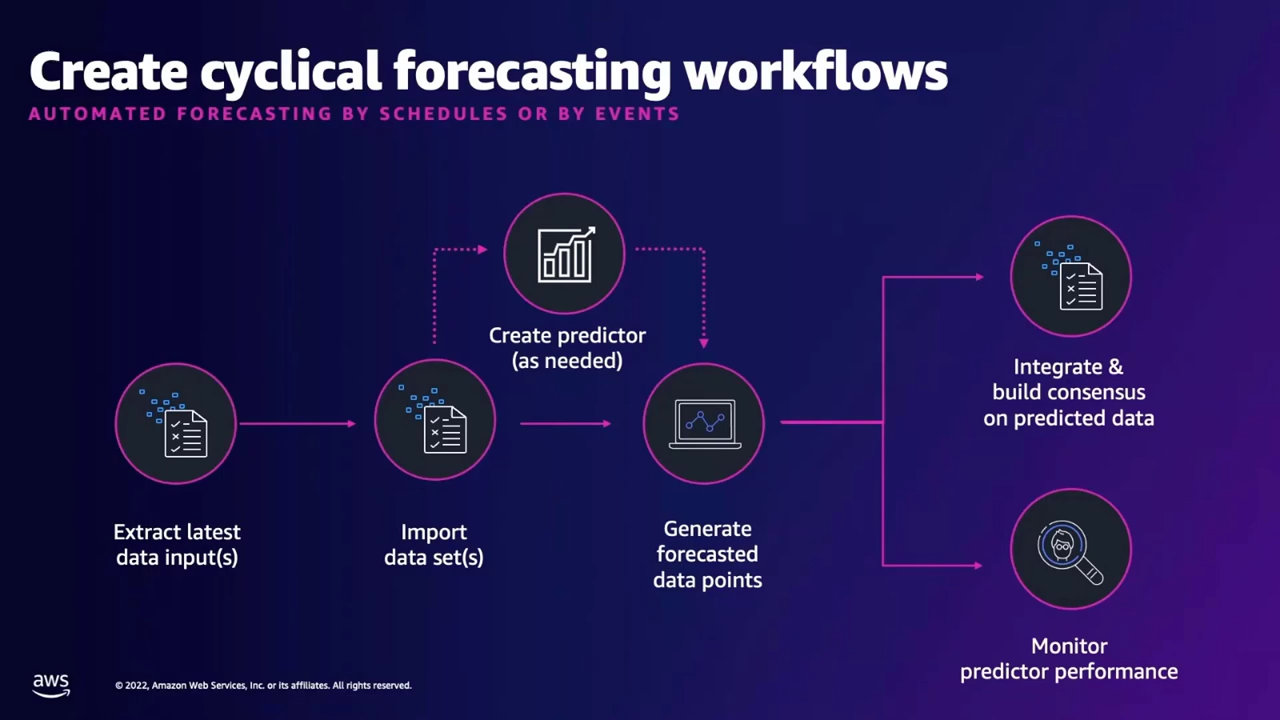 Create cyclical forecasting workflows
AUTOMATED FORECASTING BY SCHEDULES OR BY EVENTS
Create predictor
(as needed)
Extract latest
data input(s)
Import
data set(s)
Generate
forecasted
data points
Integrate &
build consensus
on predicted data
Monitor
predictor performance
aws
© 2022, Amazon Web Services, Inc. or its affiliates. All rights reserved.